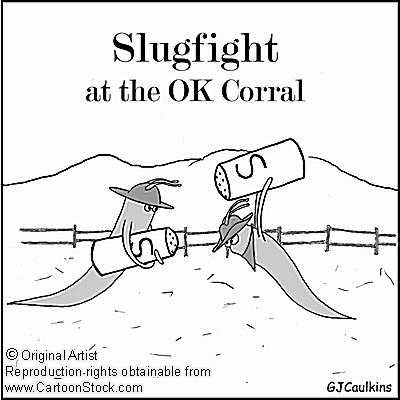 Slugfight
at the OK Corral
S
S
© Original Artist
Reproduction rights obtainable from
www.CartoonStock.com
GJCaulkins